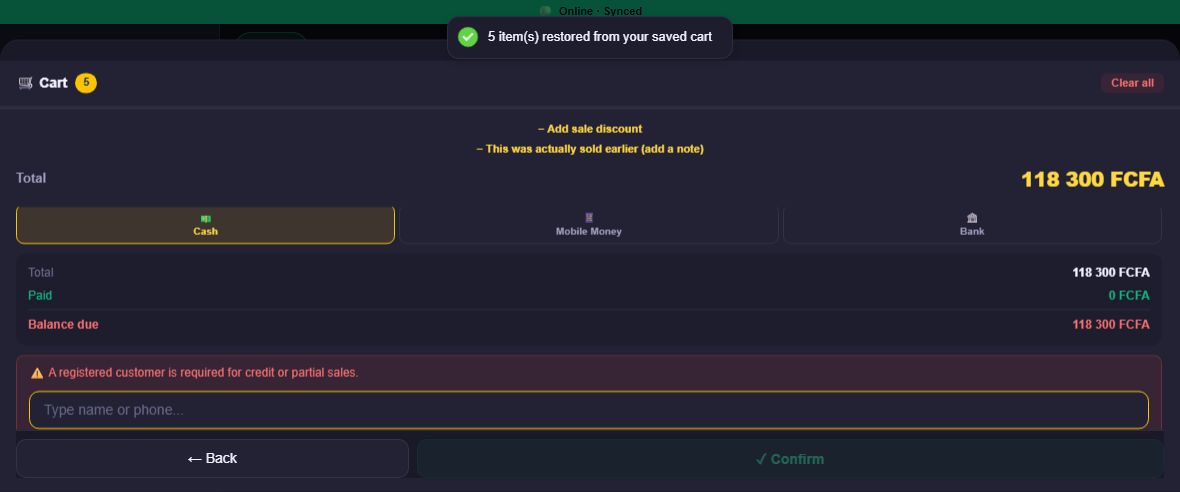 Online · Synced
5 item(s) restored from your saved cart
Cart 5
Clear all
– Add sale discount
– This was actually sold earlier (add a note)
Total
118 300 FCFA
Cash
Mobile Money
Bank
Total
118 300 FCFA
Paid
0 FCFA
Balance due
118 300 FCFA
A registered customer is required for credit or partial sales.
Type name or phone...
← Back
✓ Confirm